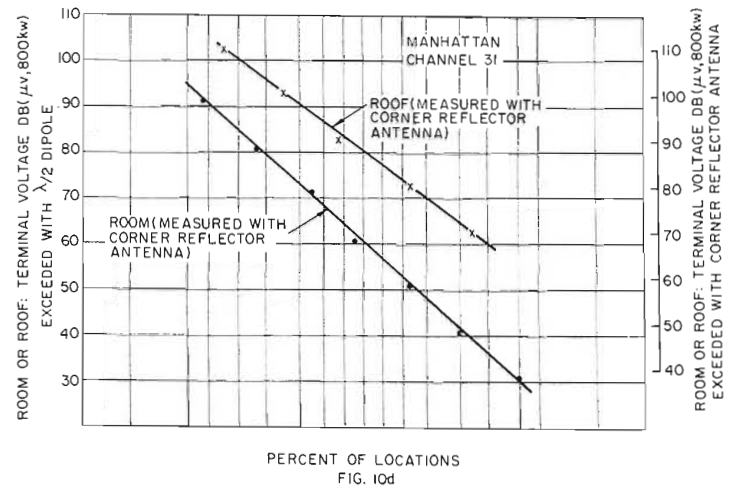 ROOM OR ROOF: TERMINAL VOLTAGE DB(μv,800kw)
EXCEEDED WITH λ/2 DIPOLE
110
100
90
80
70
60
50
40
30
MANHATTAN
CHANNEL 31
ROOF(MEASURED WITH
CORNER REFLECTOR
ANTENNA)
ROOM(MEASURED WITH
CORNER REFLECTOR
ANTENNA)
110
100
90
80
70
60
50
40
ROOM OR ROOF: TERMINAL VOLTAGE DB(μv,800kw)
EXCEEDED WITH CORNER REFLECTOR ANTENNA
PERCENT OF LOCATIONS
FIG. 10d